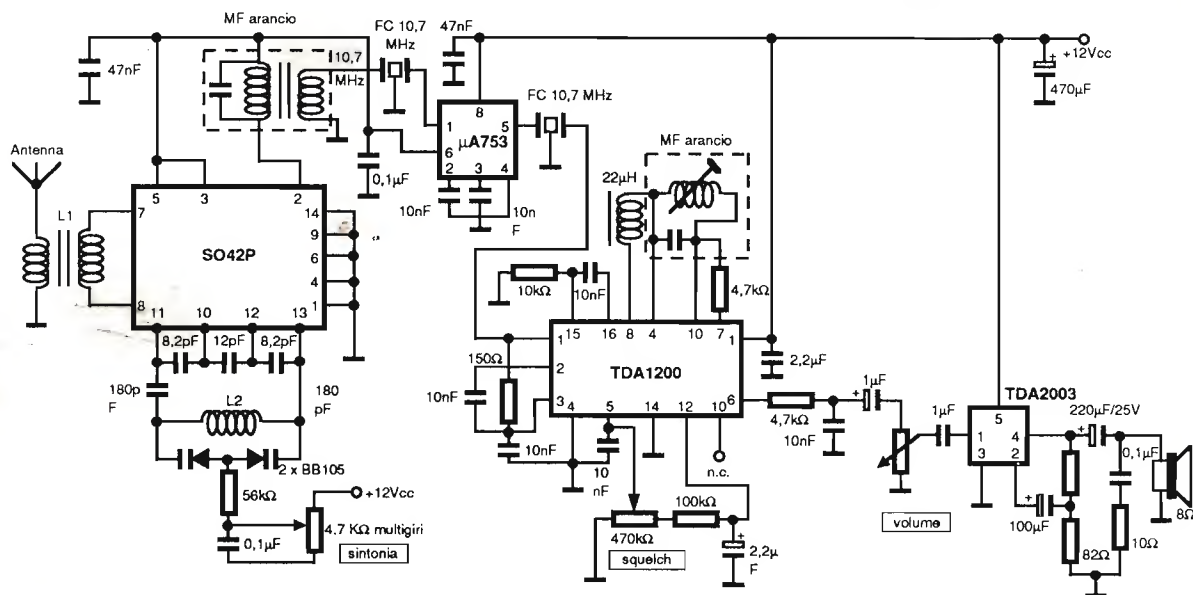 MF arancio
FC 10,7
MHz
47nF
+
+12Vcc
470µF
47nF
10,7
MHz
FC 10,7 MHz
8
1
5
µA753
6
2
3
4
MF arancio
Antenna
0,1µF
10nF
10n
F
22µH
5
3
2
L1
7
14
9
SO42P
6
4
8
1
11
10
12
13
10kΩ
10nF
4,7kΩ
8,2pF
12pF
8,2pF
15
16
8
4
10
7
1
1
150Ω
2
TDA1200
2,2µF
180p
F
180
pF
L2
10nF
3
6
4
5
14
12
10
4,7kΩ
+
1µF
10nF
1µF
TDA2003
5
220µF/25V
+
1
4
3
2
0,1µF
10nF
10
nF
n.c.
2 x BB105
56kΩ
+12Vcc
4,7 KΩ multigiri
0,1µF
sintonia
100kΩ
470kΩ
squelch
+
2,2µ
F
volume
+
100µF
82Ω
10Ω
8Ω